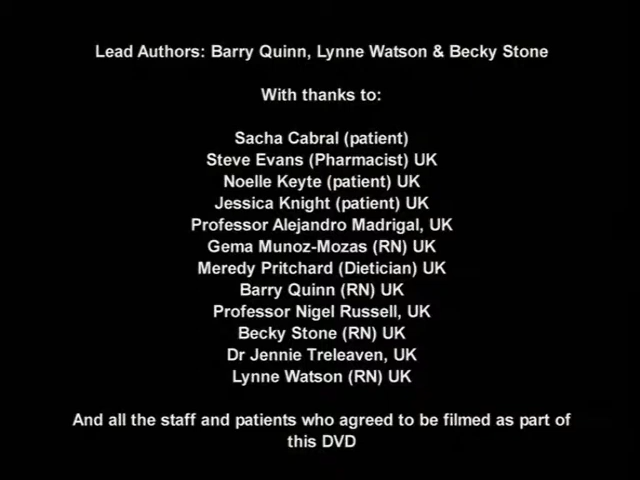 Lead Authors: Barry Quinn, Lynne Watson & Becky Stone
With thanks to:
Sacha Cabral (patient)
Steve Evans (Pharmacist) UK
Noelle Keyte (patient) UK
Jessica Knight (patient) UK
Professor Alejandro Madrigal, UK
Gema Munoz-Mozas (RN) UK
Meredy Pritchard (Dietician) UK
Barry Quinn (RN) UK
Professor Nigel Russell, UK
Becky Stone (RN) UK
Dr Jennie Treleaven, UK
Lynne Watson (RN) UK
And all the staff and patients who agreed to be filmed as part of
this DVD